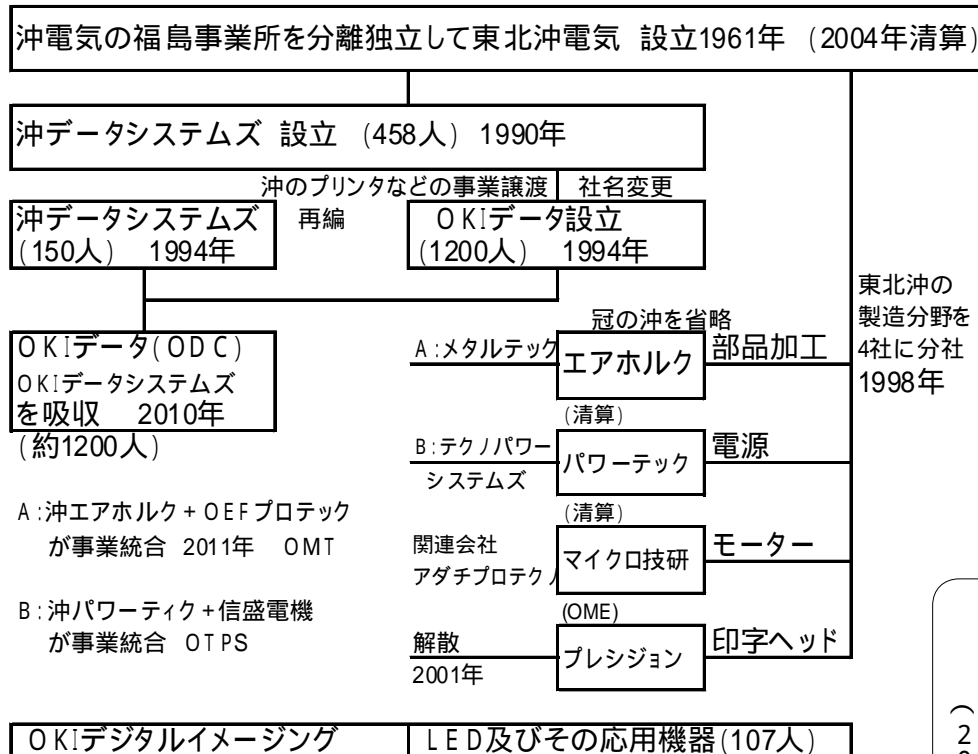 沖電気の福島事業所を分離独立して東北沖電気 設立1961年 (2004年清算)
沖データシステムズ 設立 (458人) 1990年
沖のプリンタなどの事業譲渡 社名変更
沖データシステムズ
(150人) 1994年
再編
OKIデータ設立
(1200人) 1994年
東北沖の
製造分野を
4社に分社
1998年
OKIデータ(ODC)
OKIデータシステムズ
を吸収 2010年
(約1200人)
冠の沖を省略
A:メタルテック
エアホルク
部品加工
(清算)
B:テクノパワー
システムズ
パワーテック
電源
(清算)
関連会社
アダチプロテクノ
マイクロ技研
モーター
(OME)
解散
2001年
プレシジョン
印字ヘッド
A:沖エアホルク+OEFプロテック
が事業統合 2011年 OMT
B:沖パワーティク+信盛電機
が事業統合 OTPS
OKIデジタルイメージング
LED及びその応用機器(107人)
(2